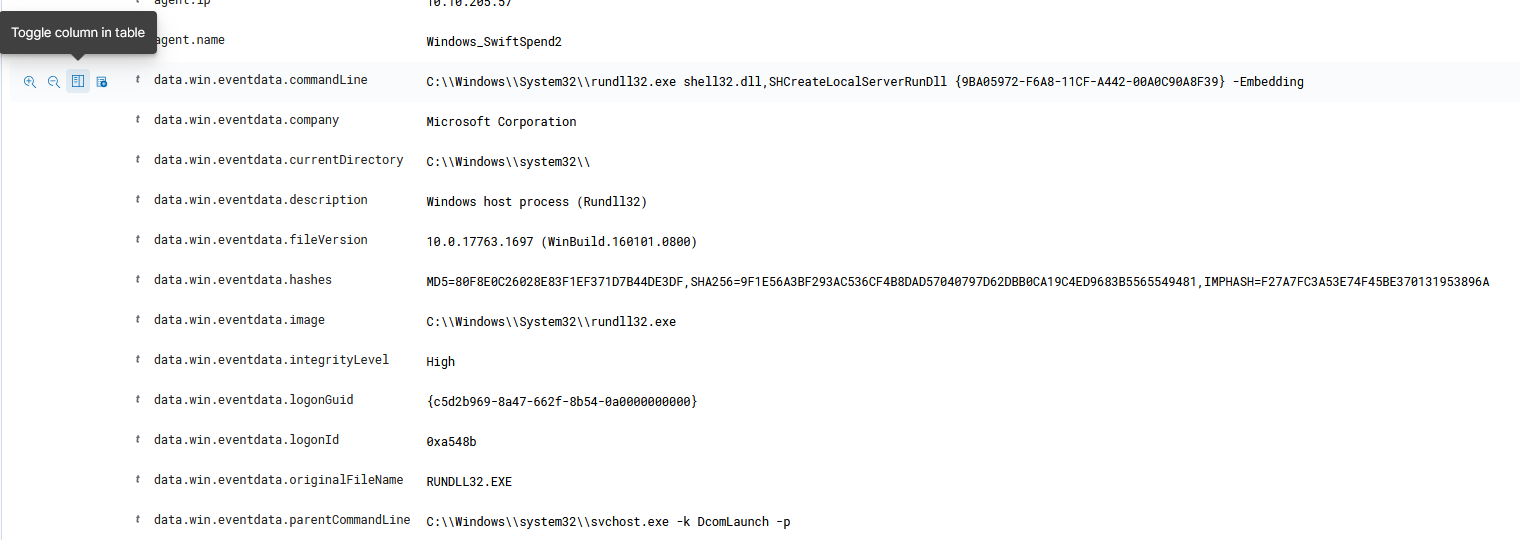 agent.ip 10.10.205.57
Toggle column in table
agent.name Windows_SwiftSpend2
t data.win.eventdata.commandLine C:\\Windows\\System32\\rundll32.exe shell32.dll,SHCreateLocalServerRunDll {9BA05972-F6A8-11CF-A442-00A0C90A8F39} -Embedding
t data.win.eventdata.company Microsoft Corporation
t data.win.eventdata.currentDirectory C:\\Windows\\system32\\
t data.win.eventdata.description Windows host process (Rundll32)
t data.win.eventdata.fileVersion 10.0.17763.1697 (WinBuild.160101.0800)
t data.win.eventdata.hashes MD5=80F8E0C26028E83F1EF371D7B44DE3DF,SHA256=9F1E56A3BF293AC536CF4B8DAD57040797D62DBB0CA19C4ED9683B5565549481,IMPHASH=F27A7FC3A53E74F45BE370131953896A
t data.win.eventdata.image C:\\Windows\\System32\\rundll32.exe
t data.win.eventdata.integrityLevel High
t data.win.eventdata.logonGuid {c5d2b969-8a47-662f-8b54-0a0000000000}
t data.win.eventdata.logonId 0xa548b
t data.win.eventdata.originalFileName RUNDLL32.EXE
t data.win.eventdata.parentCommandLine C:\\Windows\\system32\\svchost.exe -k DcomLaunch -p